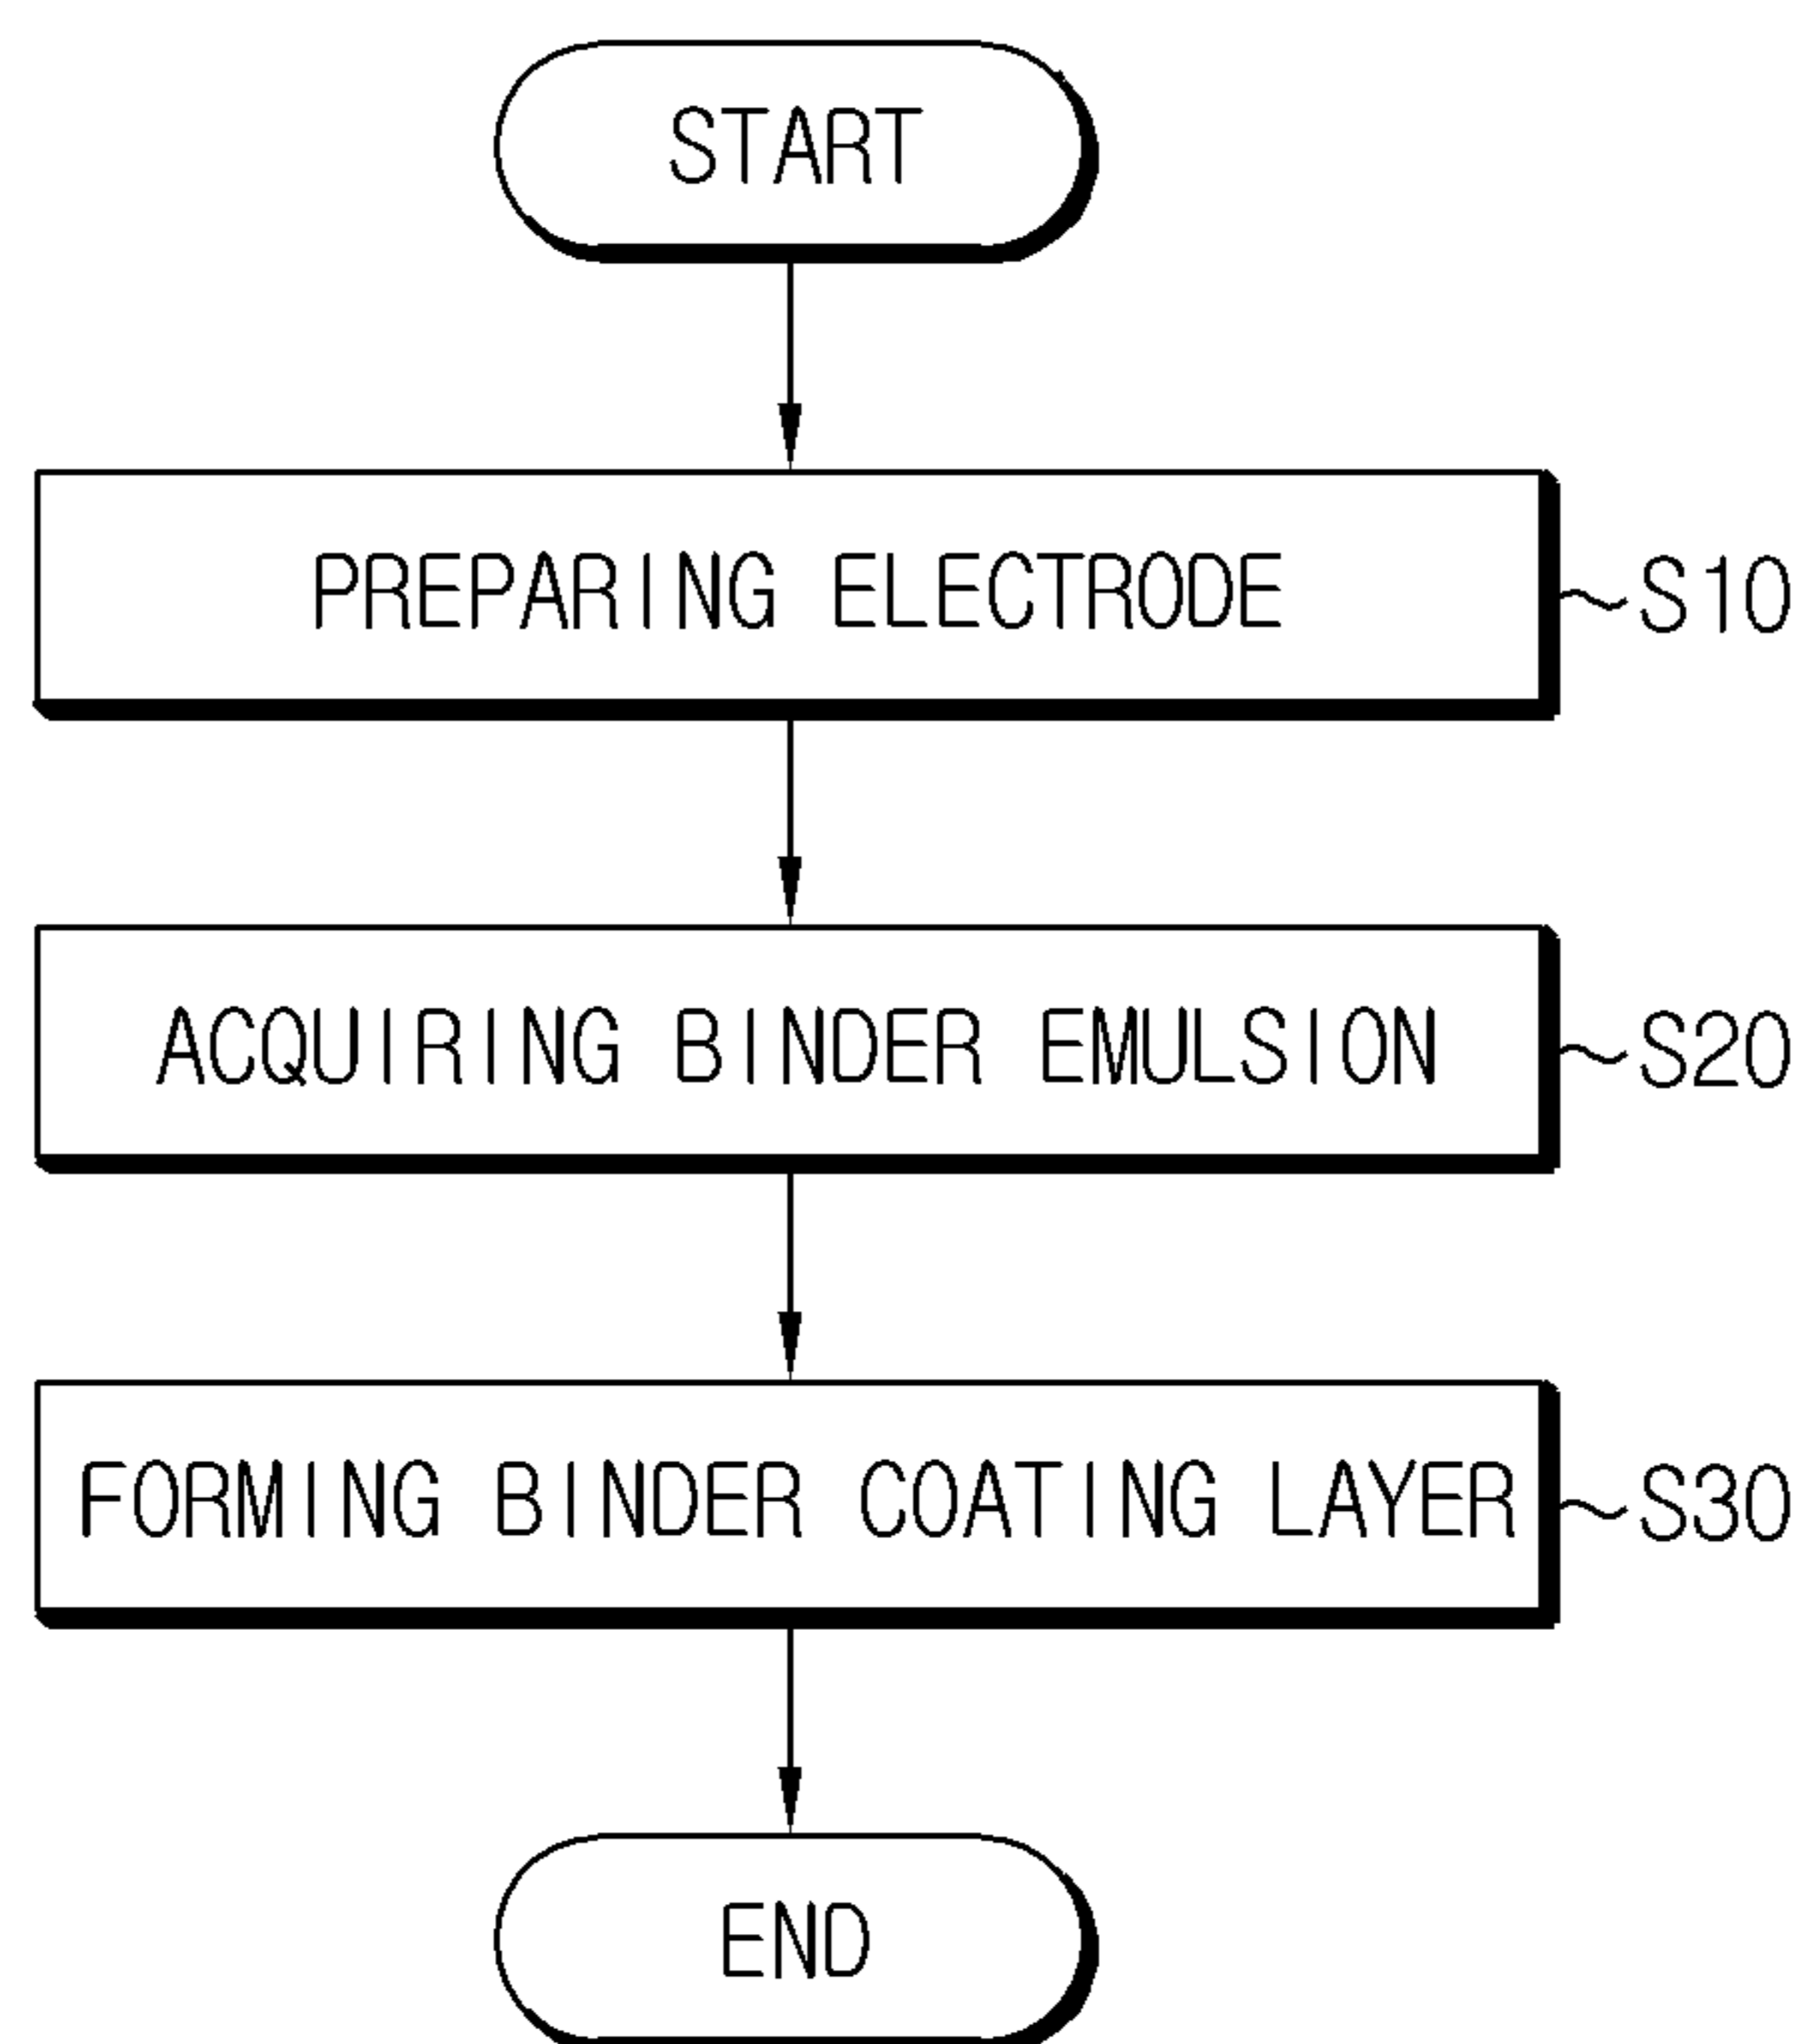 START
PREPARING ELECTRODE
S10
ACQUIRING BINDER EMULSION
S20
FORMING BINDER COATING LAYER
S30
END